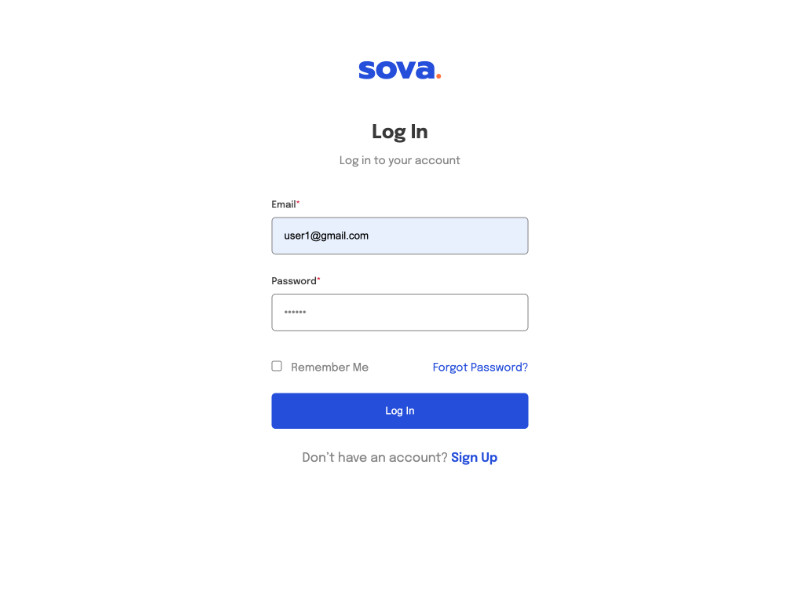 sova.
Log In
Log in to your account
Email*
user1@gmail.com
Password*
••••••
Remember Me Forgot Password?
Log In
Don't have an account? Sign Up